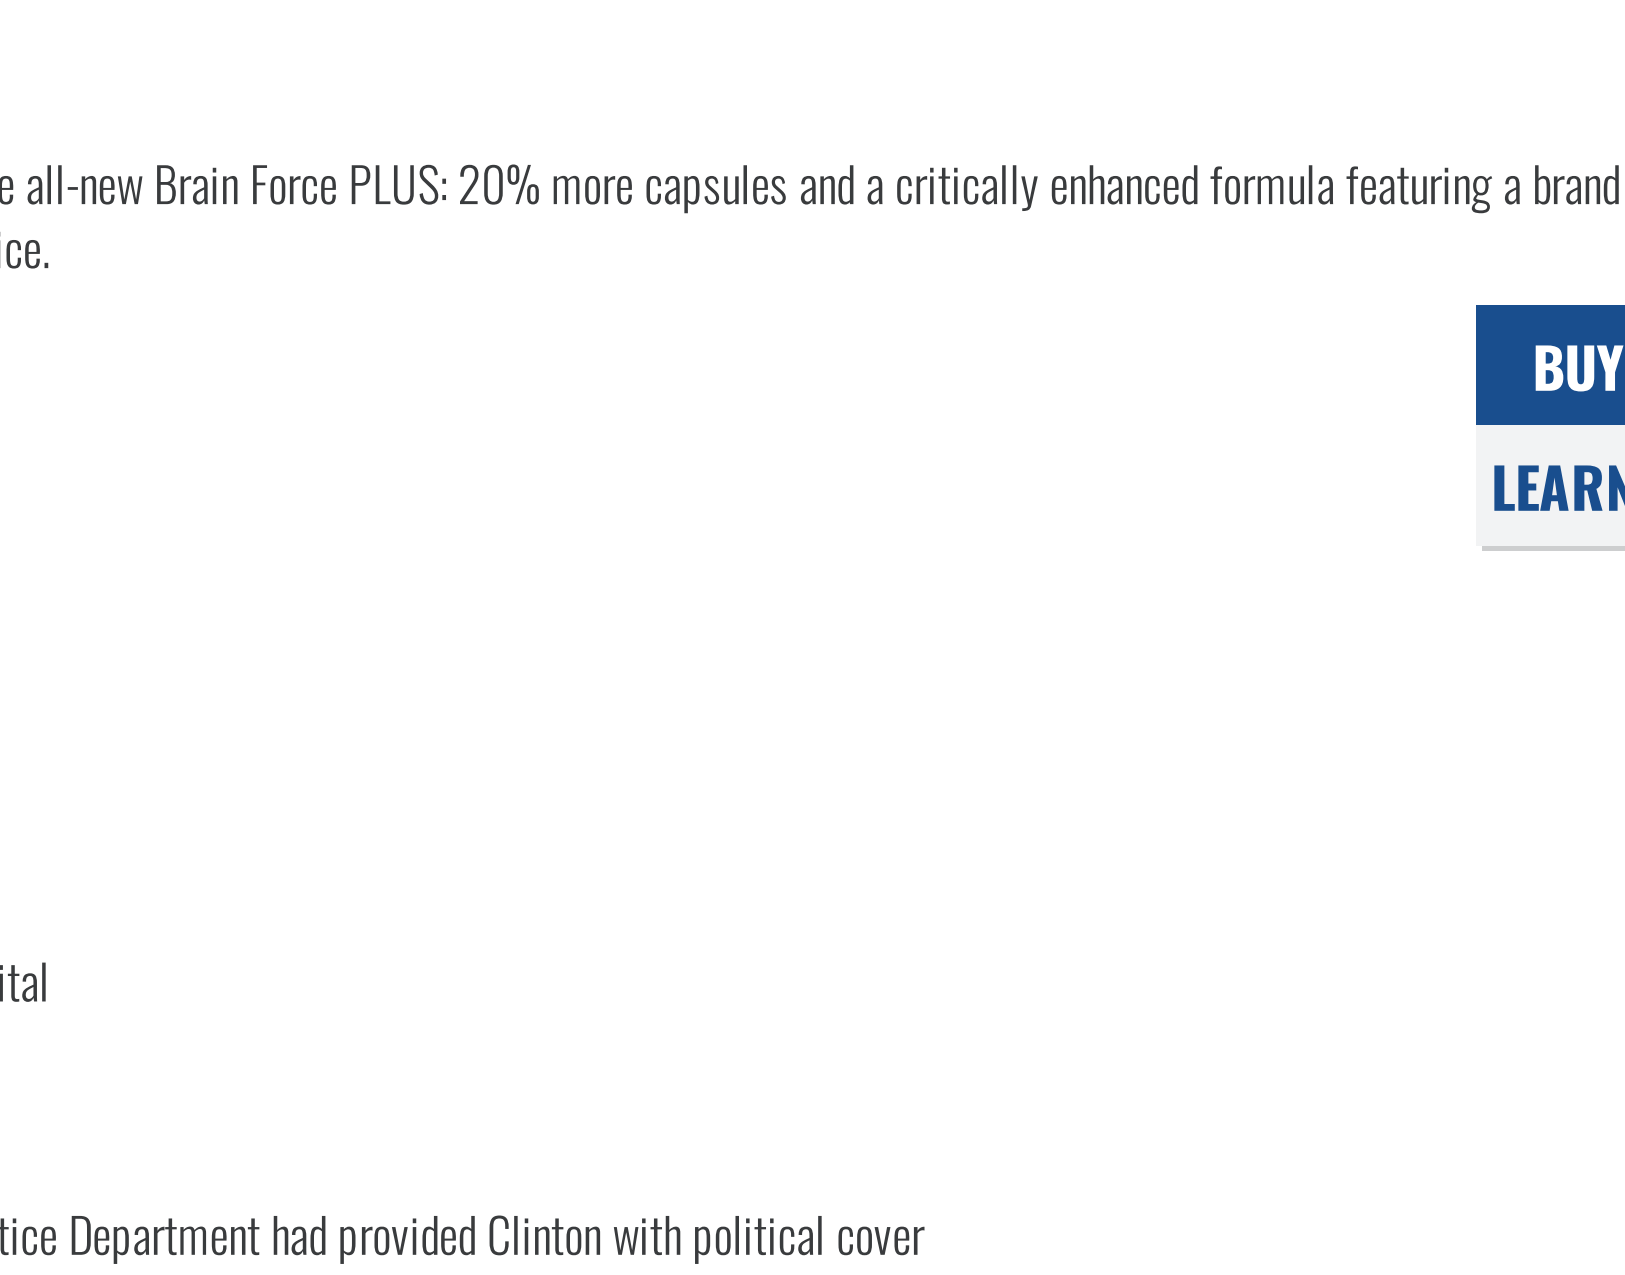 e all-new Brain Force PLUS: 20% more capsules and a critically enhanced formula featuring a brand
ice.
BUY
LEARN
ital
tice Department had provided Clinton with political cover